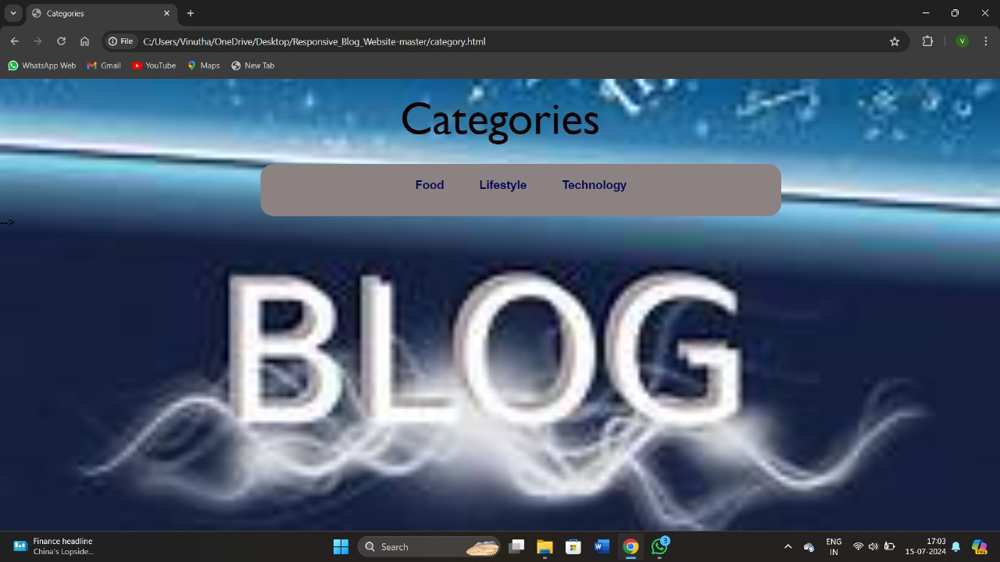 Categories
File C:/Users/Vinutha/OneDrive/Desktop/Responsive_Blog_Website-master/category.html V
WhatsApp Web Gmail YouTube Maps New Tab
Categories
Food Lifestyle Technology
-->
BLOG
Finance headline
China's Lopside...
Search
3
ENG
IN
17:03
15-07-2024
PRE